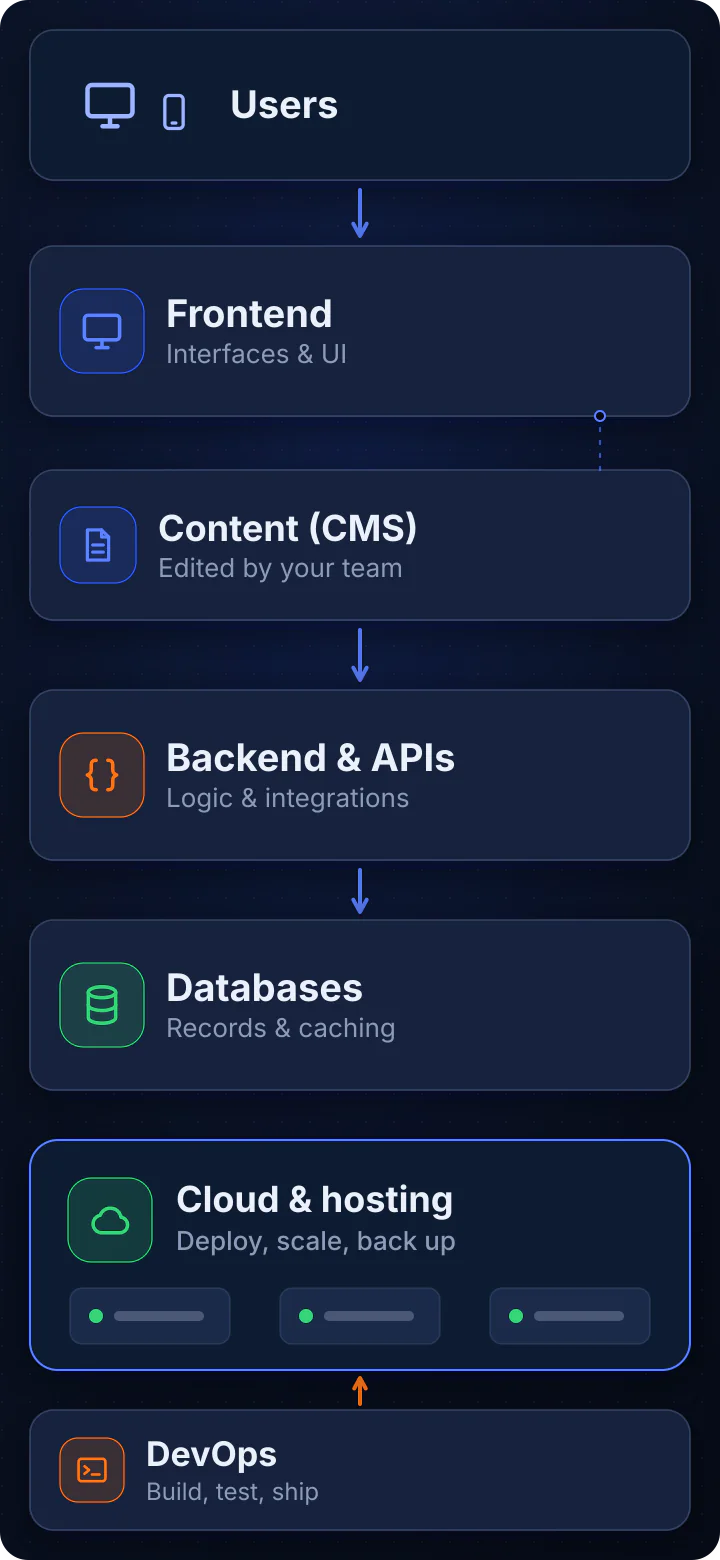 Users
Frontend
Interfaces & UI
Content (CMS)
Edited by your team
Backend & APIs
Logic & integrations
Databases
Records & caching
Cloud & hosting
Deploy, scale, back up
DevOps
Build, test, ship